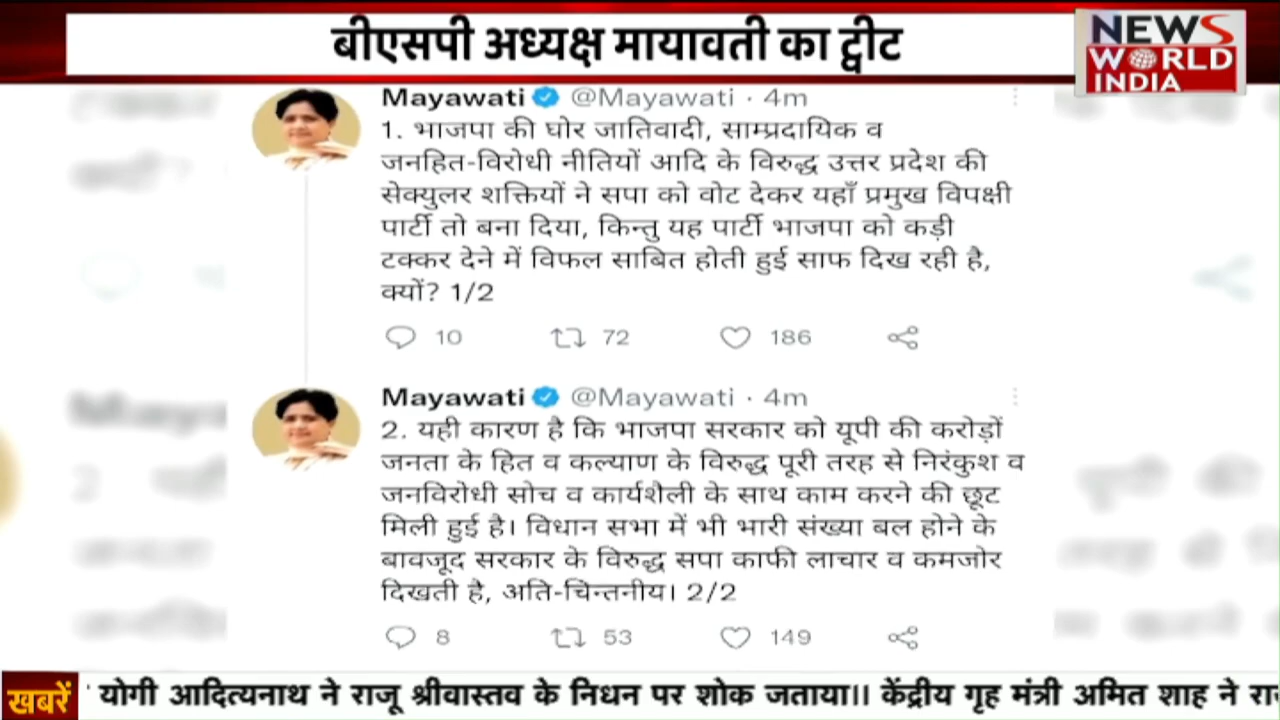 बीएसपी अध्यक्ष मायावती का ट्वीट
NEWS
WORLD
INDIA
Mayawati @Mayawati · 4m
1. भाजपा की घोर जातिवादी, साम्प्रदायिक व
जनहित-विरोधी नीतियों आदि के विरुद्ध उत्तर प्रदेश की
सेक्युलर शक्तियों ने सपा को वोट देकर यहाँ प्रमुख विपक्षी
पार्टी तो बना दिया, किन्तु यह पार्टी भाजपा को कड़ी
टक्कर देने में विफल साबित होती हुई साफ दिख रही है,
क्यों? 1/2
10 72 186
Mayawati @Mayawati · 4m
2. यही कारण है कि भाजपा सरकार को यूपी की करोड़ों
जनता के हित व कल्याण के विरुद्ध पूरी तरह से निरंकुश व
जनविरोधी सोच व कार्यशैली के साथ काम करने की छूट
मिली हुई है। विधान सभा में भी भारी संख्या बल होने के
बावजूद सरकार के विरुद्ध सपा काफी लाचार व कमजोर
दिखती है, अति-चिन्तनीय। 2/2
8 53 149
खबरें योगी आदित्यनाथ ने राजू श्रीवास्तव के निधन पर शोक जताया।। केंद्रीय गृह मंत्री अमित शाह ने